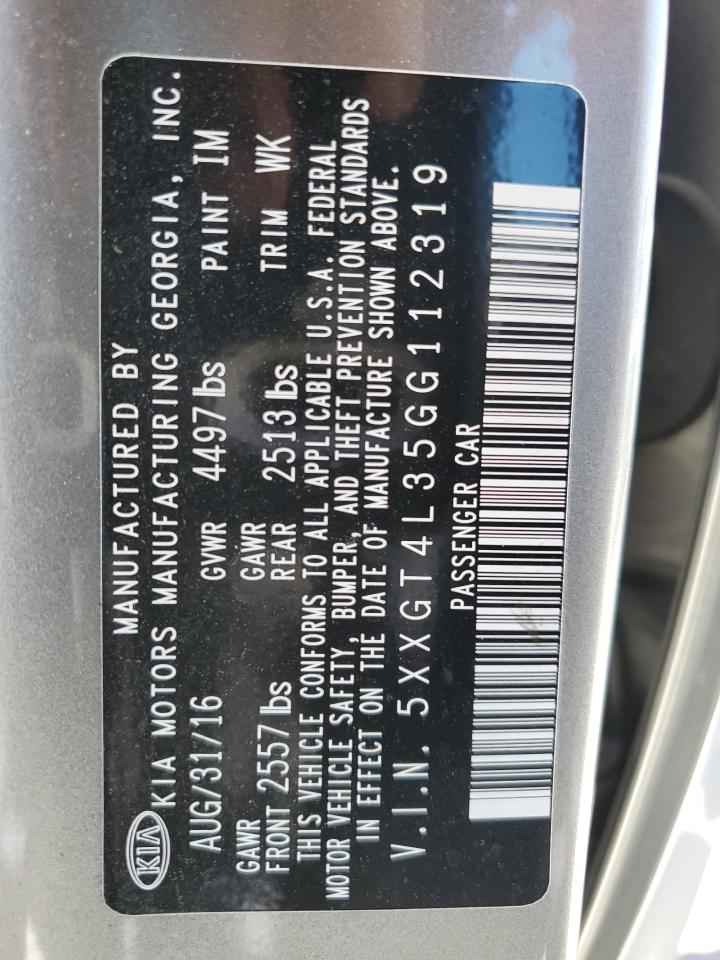 MANUFACTURED BY
KIA KIA MOTORS MANUFACTURING GEORGIA, INC.
AUG/31/16 GVWR 4497 lbs PAINT IM
GAWR FRONT 2557 lbs GAWR REAR 2513 lbs TRIM WK
THIS VEHICLE CONFORMS TO ALL APPLICABLE U.S.A. FEDERAL
MOTOR VEHICLE SAFETY, BUMPER, AND THEFT PREVENTION STANDARDS
IN EFFECT ON THE DATE OF MANUFACTURE SHOWN ABOVE.
V.I.N. 5XXGT4L35GG112319
PASSENGER CAR